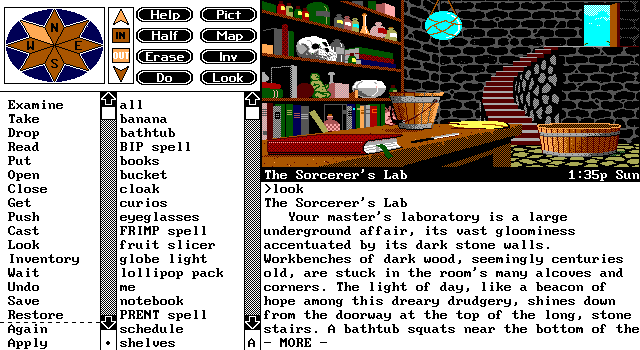 N
W E
S
IN
OUT
Help Pict
Half Map
Erase Inv
Do Look
Examine
Take
Drop
Read
Put
Open
Close
Get
Push
Cast
Look
Inventory
Wait
Undo
Save
Restore
Again
Apply
all
banana
bathtub
BIP spell
books
bucket
cloak
curios
eyeglasses
FRIMP spell
fruit slicer
globe light
lollipop pack
me
notebook
PRENT spell
schedule
shelves
A
The Sorcerer's Lab 1:35p Sun
>look
The Sorcerer's Lab
Your master's laboratory is a large
underground affair, its vast gloominess
accentuated by its dark stone walls.
Workbenches of dark wood, seemingly centuries
old, are stuck in the room's many alcoves and
corners. The light of day, like a beacon of
hope among this dreary drudgery, shines down
from the doorway at the top of the long, stone
stairs. A bathtub squats near the bottom of the
- MORE -